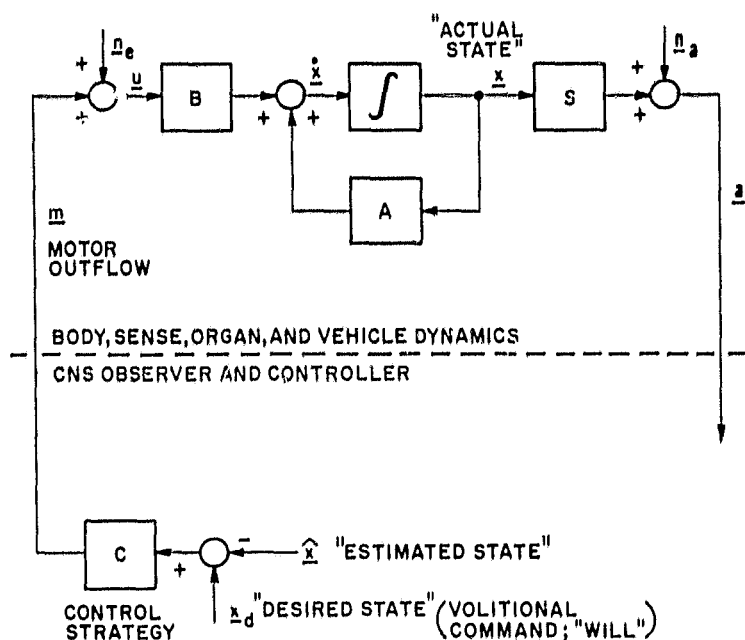 "ACTUAL
STATE"
n_e
n_a
+
+
u
B
+
+
ẋ
∫
x
S
+
+
A
a
m
MOTOR
OUTFLOW
BODY, SENSE, ORGAN, AND VEHICLE DYNAMICS
CNS OBSERVER AND CONTROLLER
C
+
-
x̂ "ESTIMATED STATE"
CONTROL
STRATEGY
x_d "DESIRED STATE" (VOLITIONAL
COMMAND; "WILL")